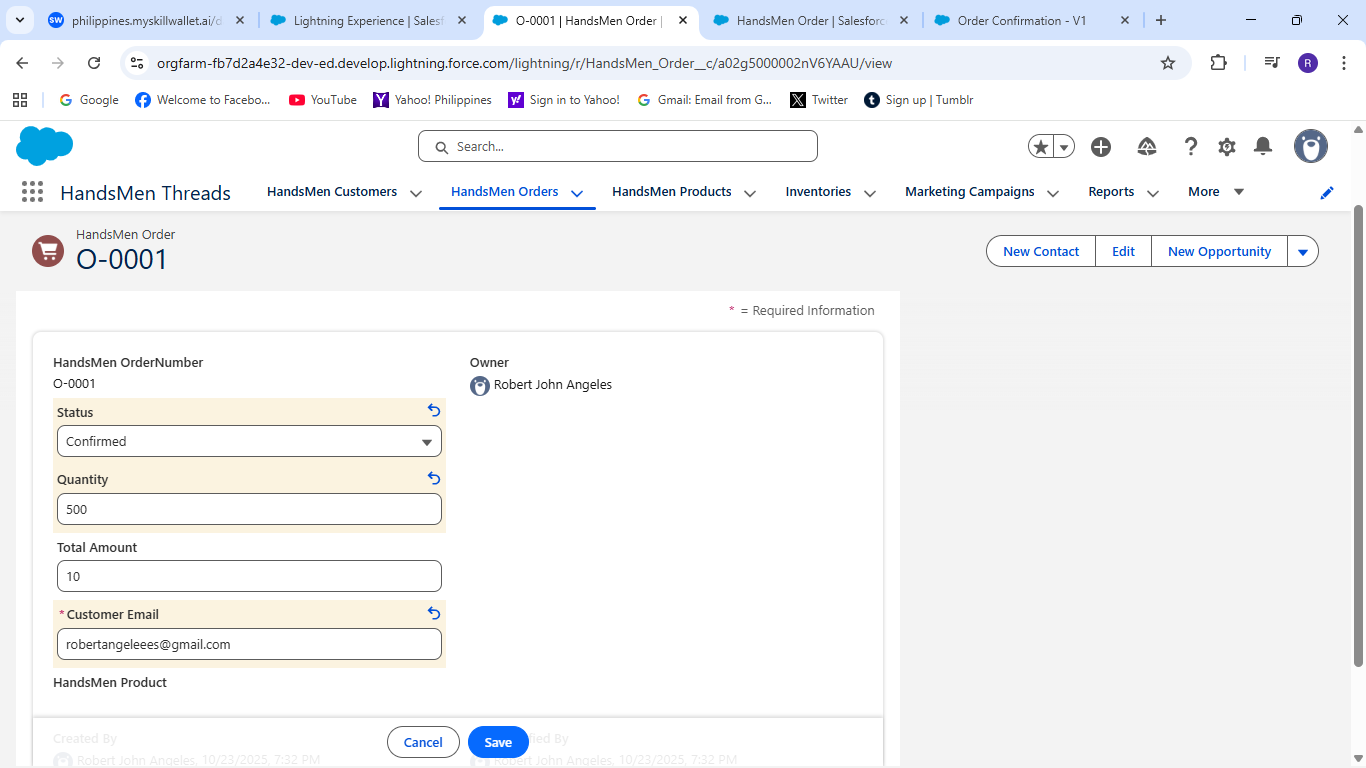 SW philippines.myskillwallet.ai/d
Lightning Experience | Salesf
O-0001 | HandsMen Order |
HandsMen Order | Salesforc
Order Confirmation - V1
orgfarm-fb7d2a4e32-dev-ed.develop.lightning.force.com/lightning/r/HandsMen_Order__c/a02g5000002nV6YAAU/view
R
Google
Welcome to Facebo...
YouTube
Yahoo! Philippines
Sign in to Yahoo!
Gmail: Email from G...
Twitter
Sign up | Tumblr
Search...
HandsMen Threads
HandsMen Customers
HandsMen Orders
HandsMen Products
Inventories
Marketing Campaigns
Reports
More
HandsMen Order
O-0001
New Contact
Edit
New Opportunity
* = Required Information
HandsMen OrderNumber
O-0001
Owner
Robert John Angeles
Status
Confirmed
Quantity
500
Total Amount
10
*Customer Email
robertangeleees@gmail.com
HandsMen Product
Created By
Robert John Angeles, 10/23/2025, 7:32 PM
Cancel
Save
ied By
Robert John Angeles, 10/23/2025, 7:32 PM